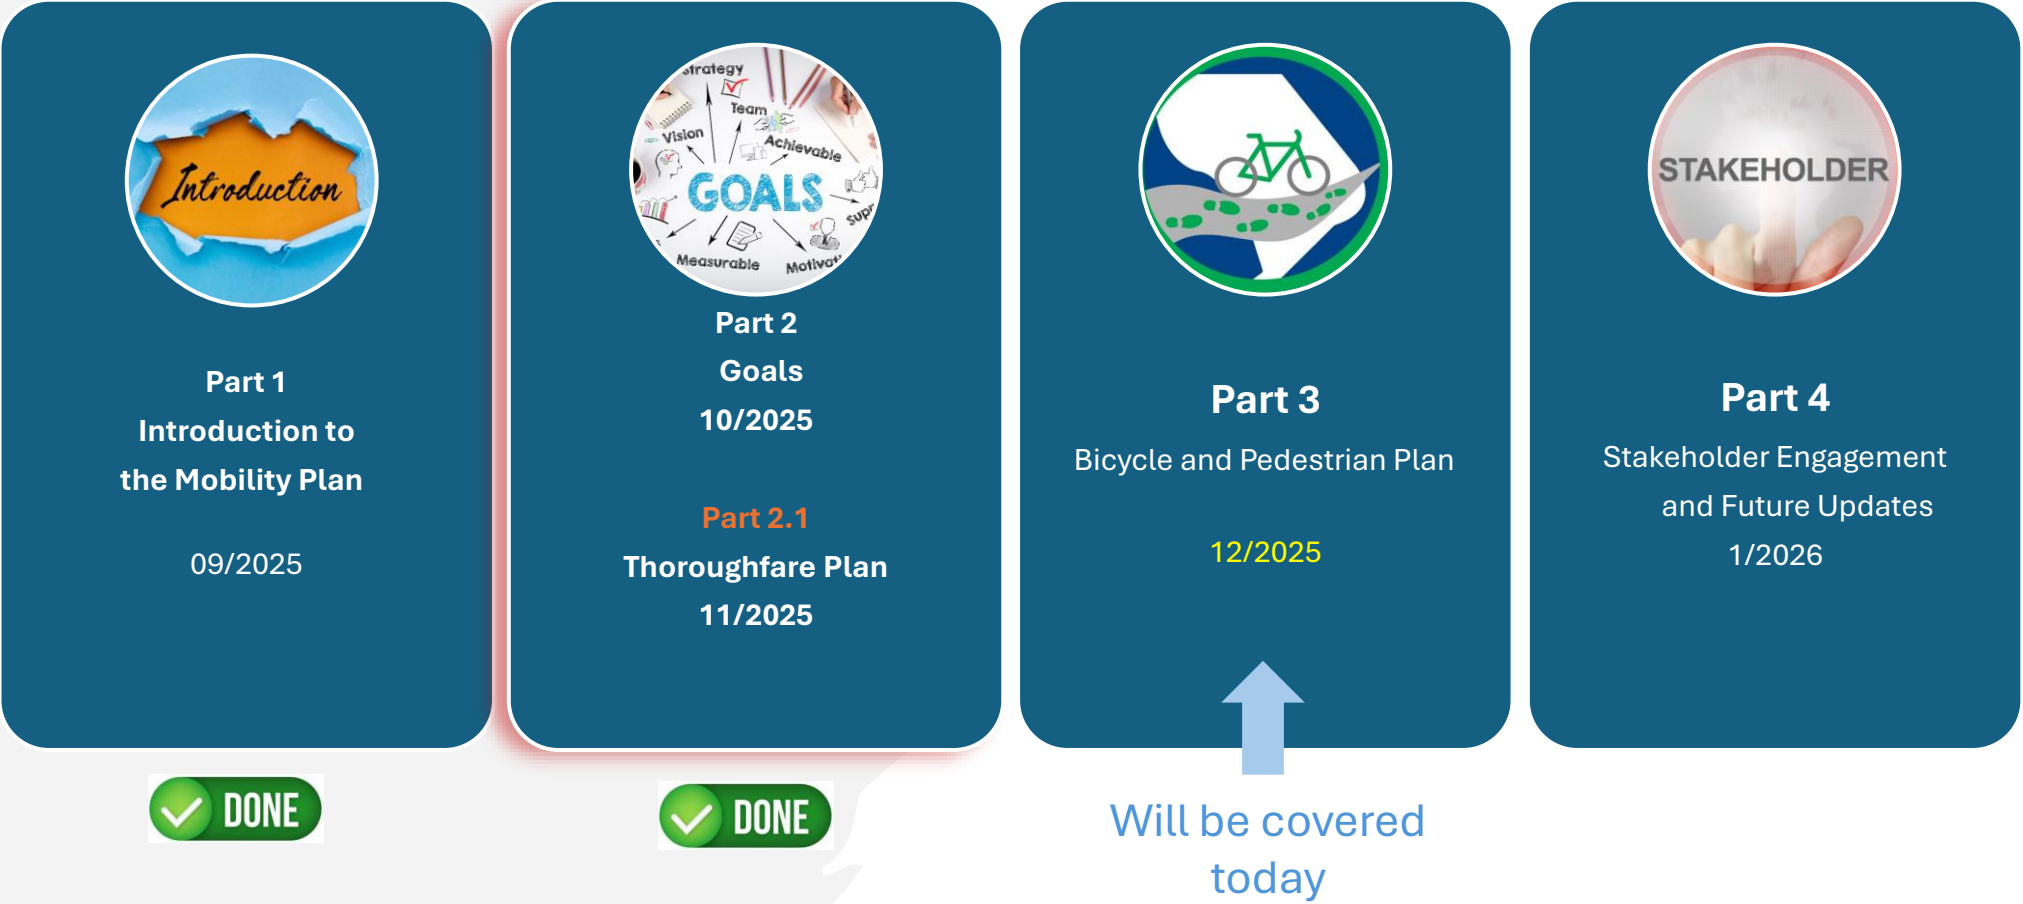 Introduction
Part 1
Introduction to
the Mobility Plan
09/2025
DONE
Strategy
Team
Vision
Achievable
GOALS
Measurable
Part 2
Goals
10/2025
Part 2.1
Thoroughfare Plan
11/2025
DONE
Part 3
Bicycle and Pedestrian Plan
12/2025
Will be covered
today
STAKEHOLDER
Part 4
Stakeholder Engagement
and Future Updates
1/2026